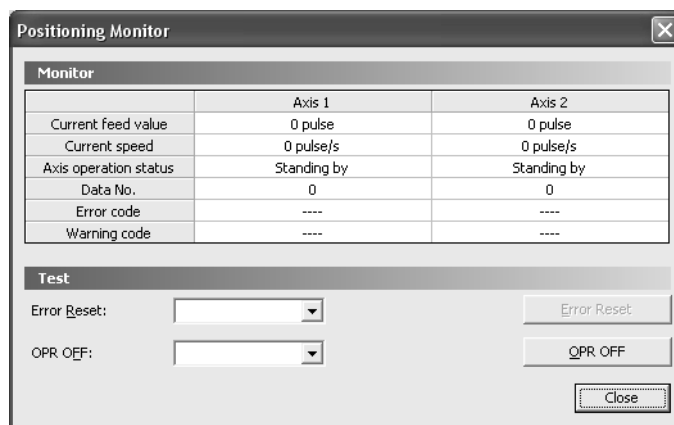 Positioning Monitor
Monitor
Axis 1 Axis 2
Current feed value 0 pulse 0 pulse
Current speed 0 pulse/s 0 pulse/s
Axis operation status Standing by Standing by
Data No. 0 0
Error code ---- ----
Warning code ---- ----
Test
Error Reset: Error Reset
OPR OFF: OPR OFF
Close